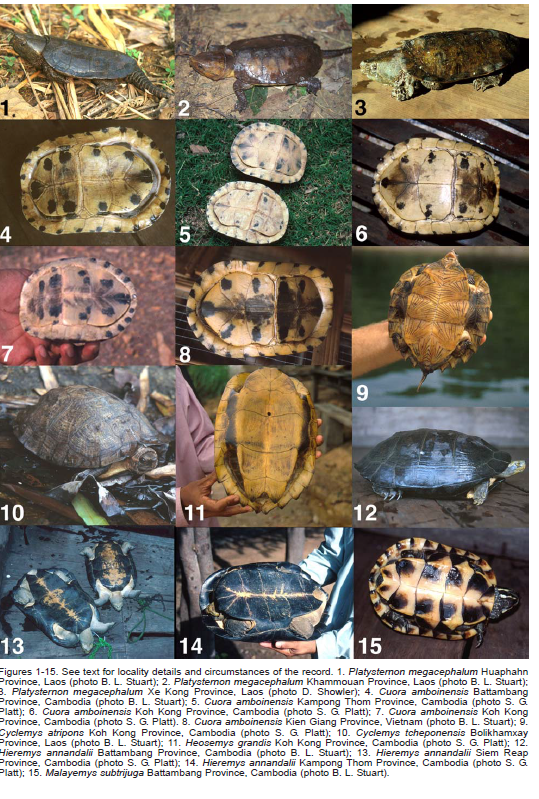 1.
2
3
4
5
6
7
8
9
10
11
12
13
14
15
Figures 1-15. See text for locality details and circumstances of the record. 1. Platysternon megacephalum Huaphahn
Province, Laos (photo B. L. Stuart); 2. Platysternon megacephalum Khammouan Province, Laos (photo B. L. Stuart);
3. Platysternon megacephalum Xe Kong Province, Laos (photo D. Showler); 4. Cuora amboinensis Battambang
Province, Cambodia (photo B. L. Stuart); 5. Cuora amboinensis Kampong Thom Province, Cambodia (photo S. G.
Platt); 6. Cuora amboinensis Koh Kong Province, Cambodia (photo S. G. Platt); 7. Cuora amboinensis Koh Kong
Province, Cambodia (photo S. G. Platt). 8. Cuora amboinensis Kien Giang Province, Vietnam (photo B. L. Stuart); 9.
Cyclemys atripons Koh Kong Province, Cambodia (photo S. G. Platt); 10. Cyclemys tcheponensis Bolikhamxay
Province, Laos (photo B. L. Stuart); 11. Heosemys grandis Koh Kong Province, Cambodia (photo S. G. Platt); 12.
Hieremys annandalii Battambang Province, Cambodia (photo B. L. Stuart); 13. Hieremys annandalii Siem Reap
Province, Cambodia (photo S. G. Platt); 14. Hieremys annandalii Kampong Thom Province, Cambodia (photo S. G.
Platt); 15. Malayemys subtrijuga Battambang Province, Cambodia (photo B. L. Stuart).